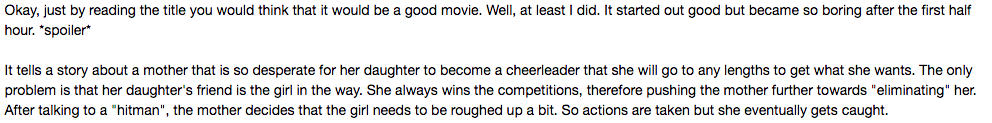 Okay, just by reading the title you would think that it would be a good movie. Well, at least I did. It started out good but became so boring after the first half
hour. *spoiler*
It tells a story about a mother that is so desperate for her daughter to become a cheerleader that she will go to any lengths to get what she wants. The only
problem is that her daughter's friend is the girl in the way. She always wins the competitions, therefore pushing the mother further towards "eliminating" her.
After talking to a "hitman", the mother decides that the girl needs to be roughed up a bit. So actions are taken but she eventually gets caught.